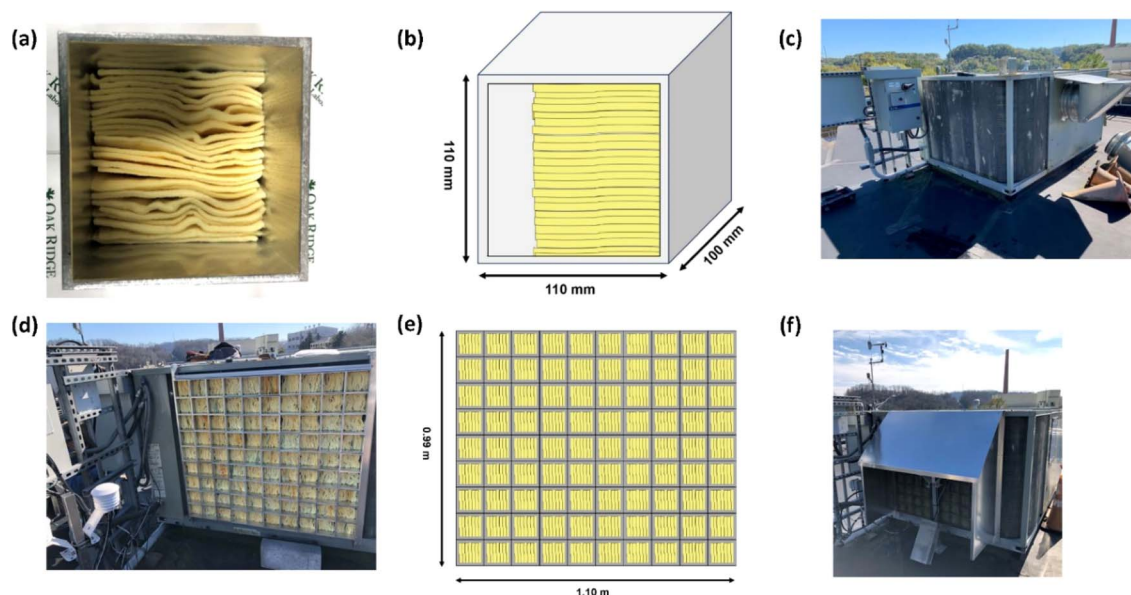 (a)
OAK RIDGE
OAK RIDGE
(b)
110 mm
110 mm
100 mm
(c)
(d)
(e)
0.99 m
1.10 m
(f)